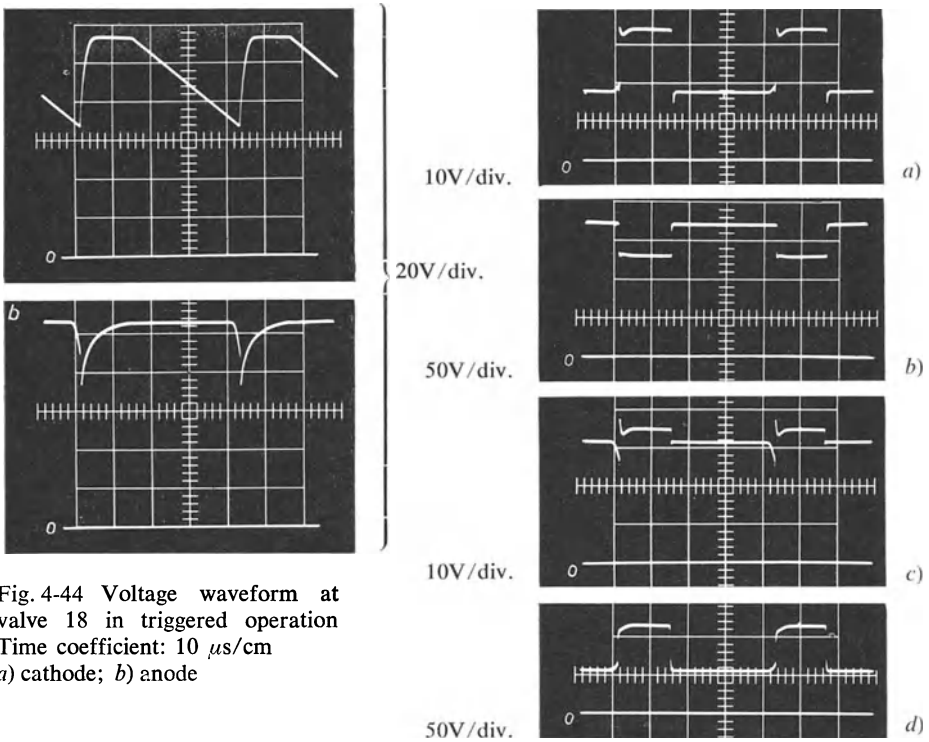 0
b
0
Fig. 4-44 Voltage waveform at
valve 18 in triggered operation
Time coefficient: 10 μs/cm
a) cathode; b) anode
20V/div.
10V/div.
0
a)
50V/div.
0
b)
10V/div.
0
c)
50V/div.
0
d)